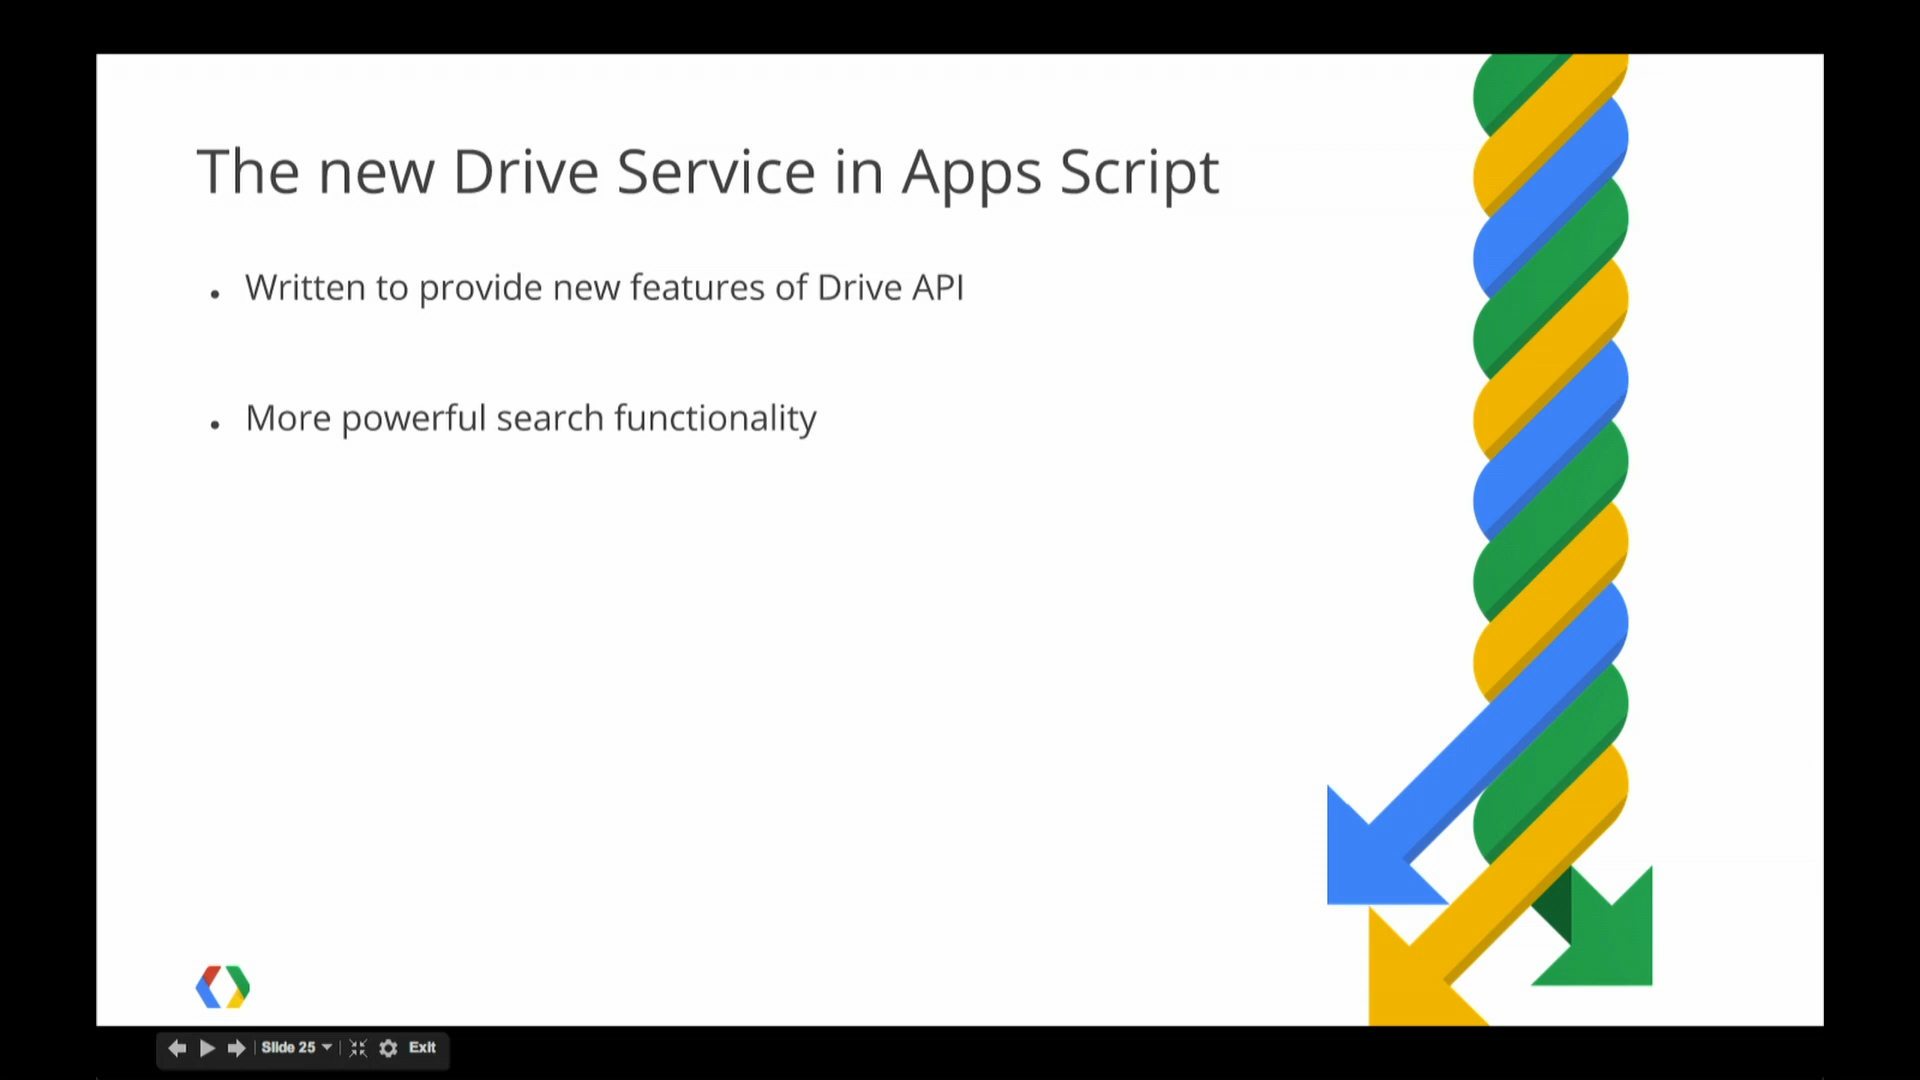 The new Drive Service in Apps Script
• Written to provide new features of Drive API
• More powerful search functionality
Slide 25
Exit